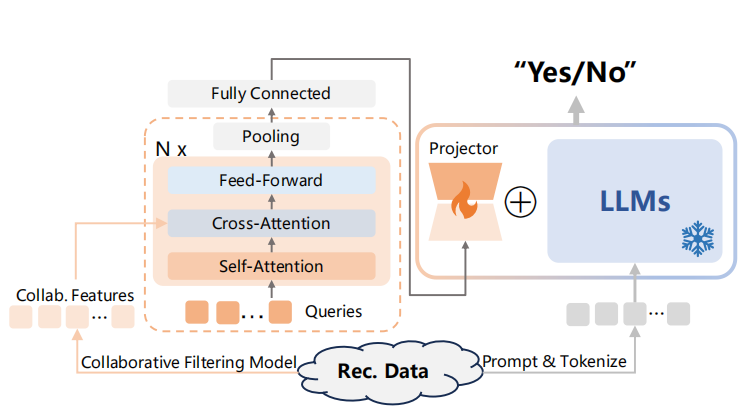 “Yes/No”
Fully Connected
Pooling
N x
Feed-Forward
Cross-Attention
Self-Attention
Queries
Collab. Features
...
...
Projector
LLMs
...
Collaborative Filtering Model
Rec. Data
Prompt & Tokenize